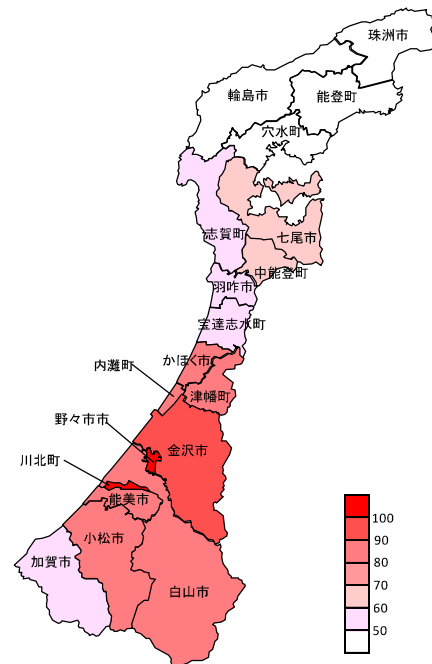 珠洲市
輪島市
能登町
穴水町
志賀町
七尾市
中能登町
羽咋市
宝達志水町
かほく市
内灘町
津幡町
野々市市
金沢市
川北町
能美市
小松市
加賀市
白山市
100
90
80
70
60
50